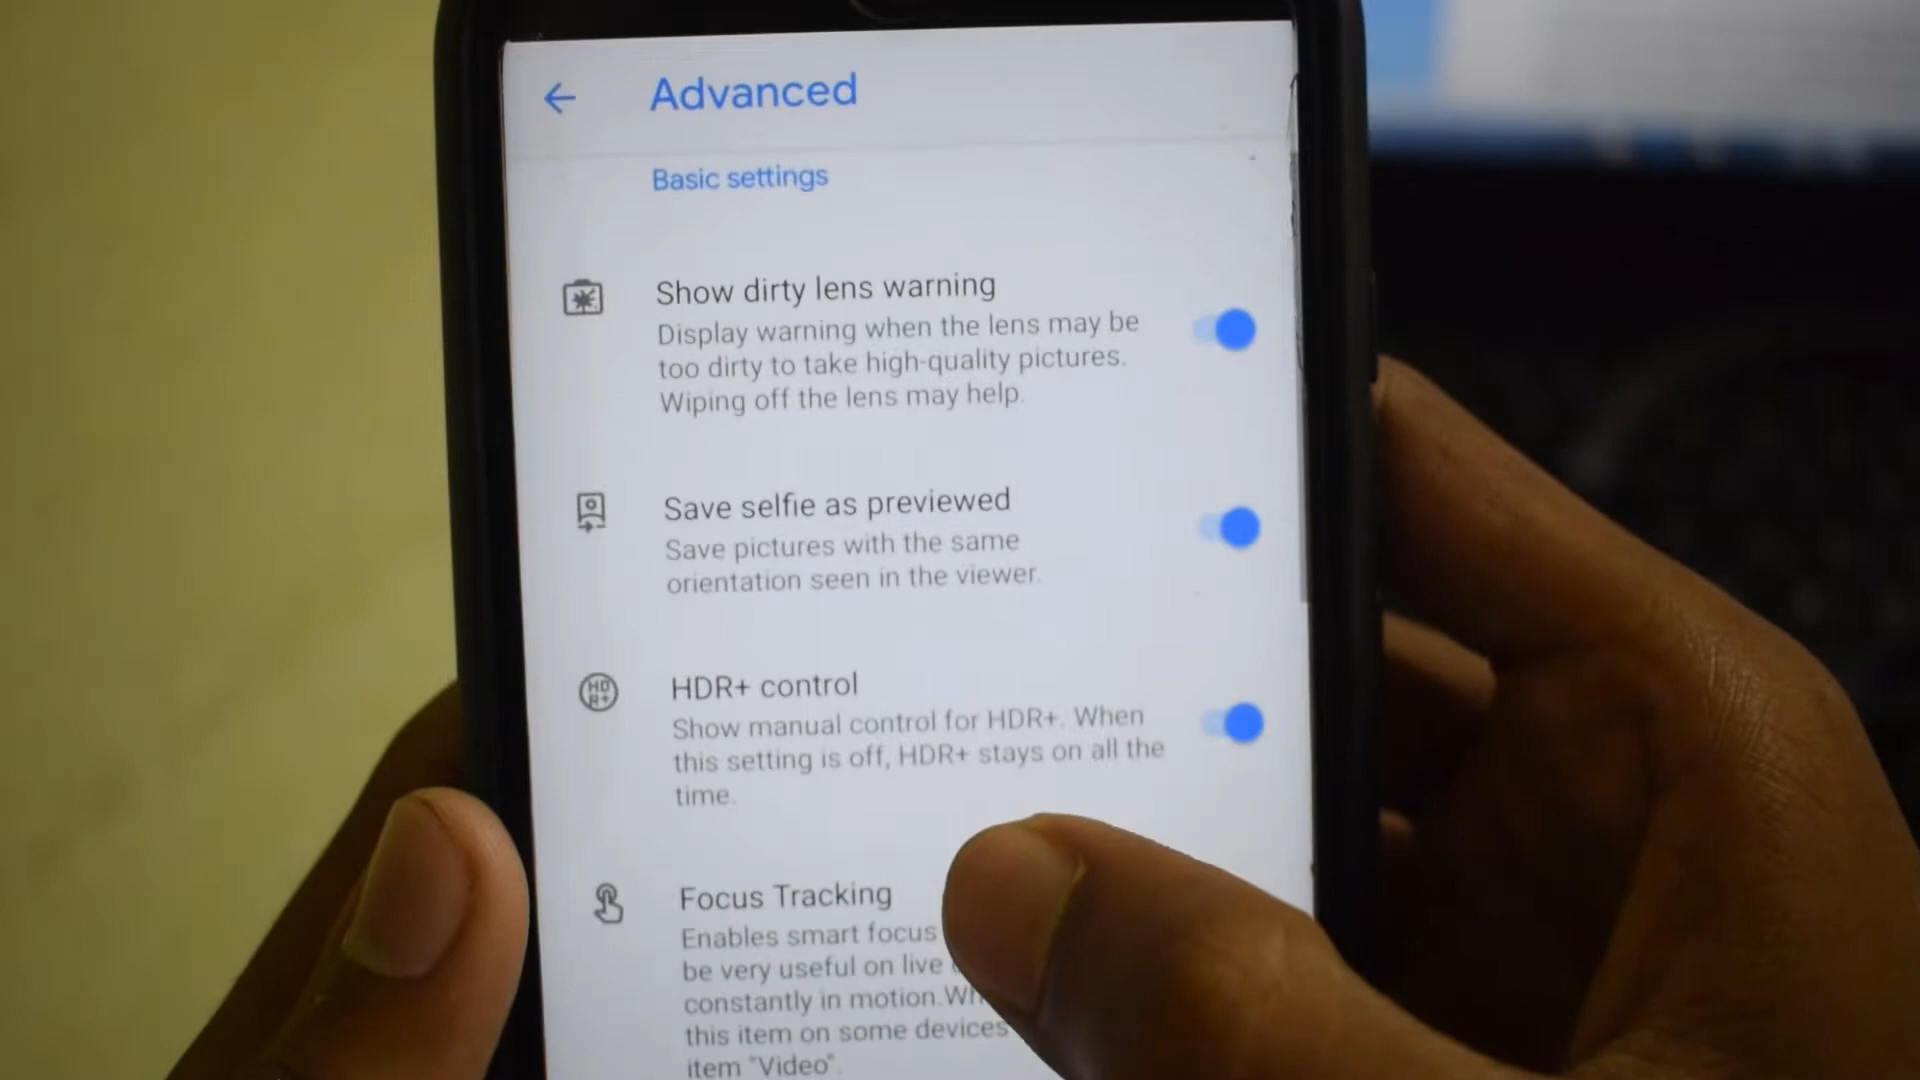 Advanced
Basic settings
Show dirty lens warning
Display warning when the lens may be
too dirty to take high-quality pictures.
Wiping off the lens may help.
Save selfie as previewed
Save pictures with the same
orientation seen in the viewer.
HD
R+
HDR+ control
Show manual control for HDR+. When
this setting is off, HDR+ stays on all the
time.
Focus Tracking
Enables smart focus
be very useful on live
constantly in motion.
this item on some devices
item "Video".